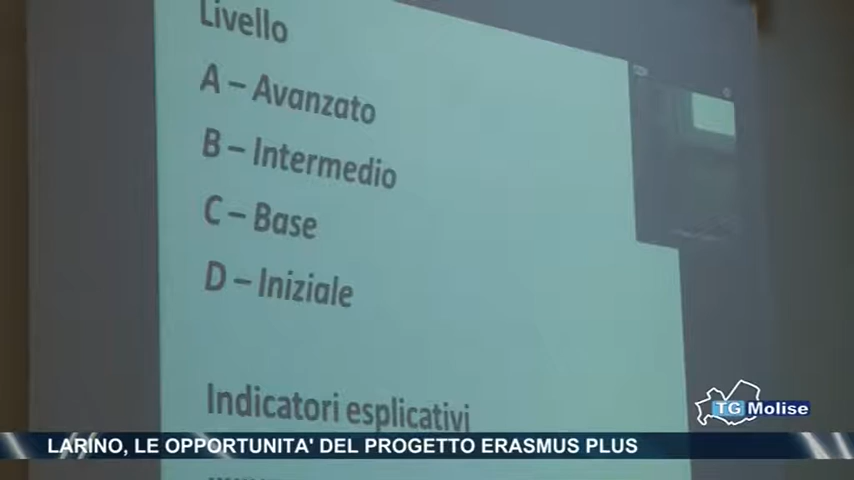 Livello
A – Avanzato
B – Intermedio
C – Base
D – Iniziale
Indicatori esplicativi
TG Molise
LARINO, LE OPPORTUNITA' DEL PROGETTO ERASMUS PLUS